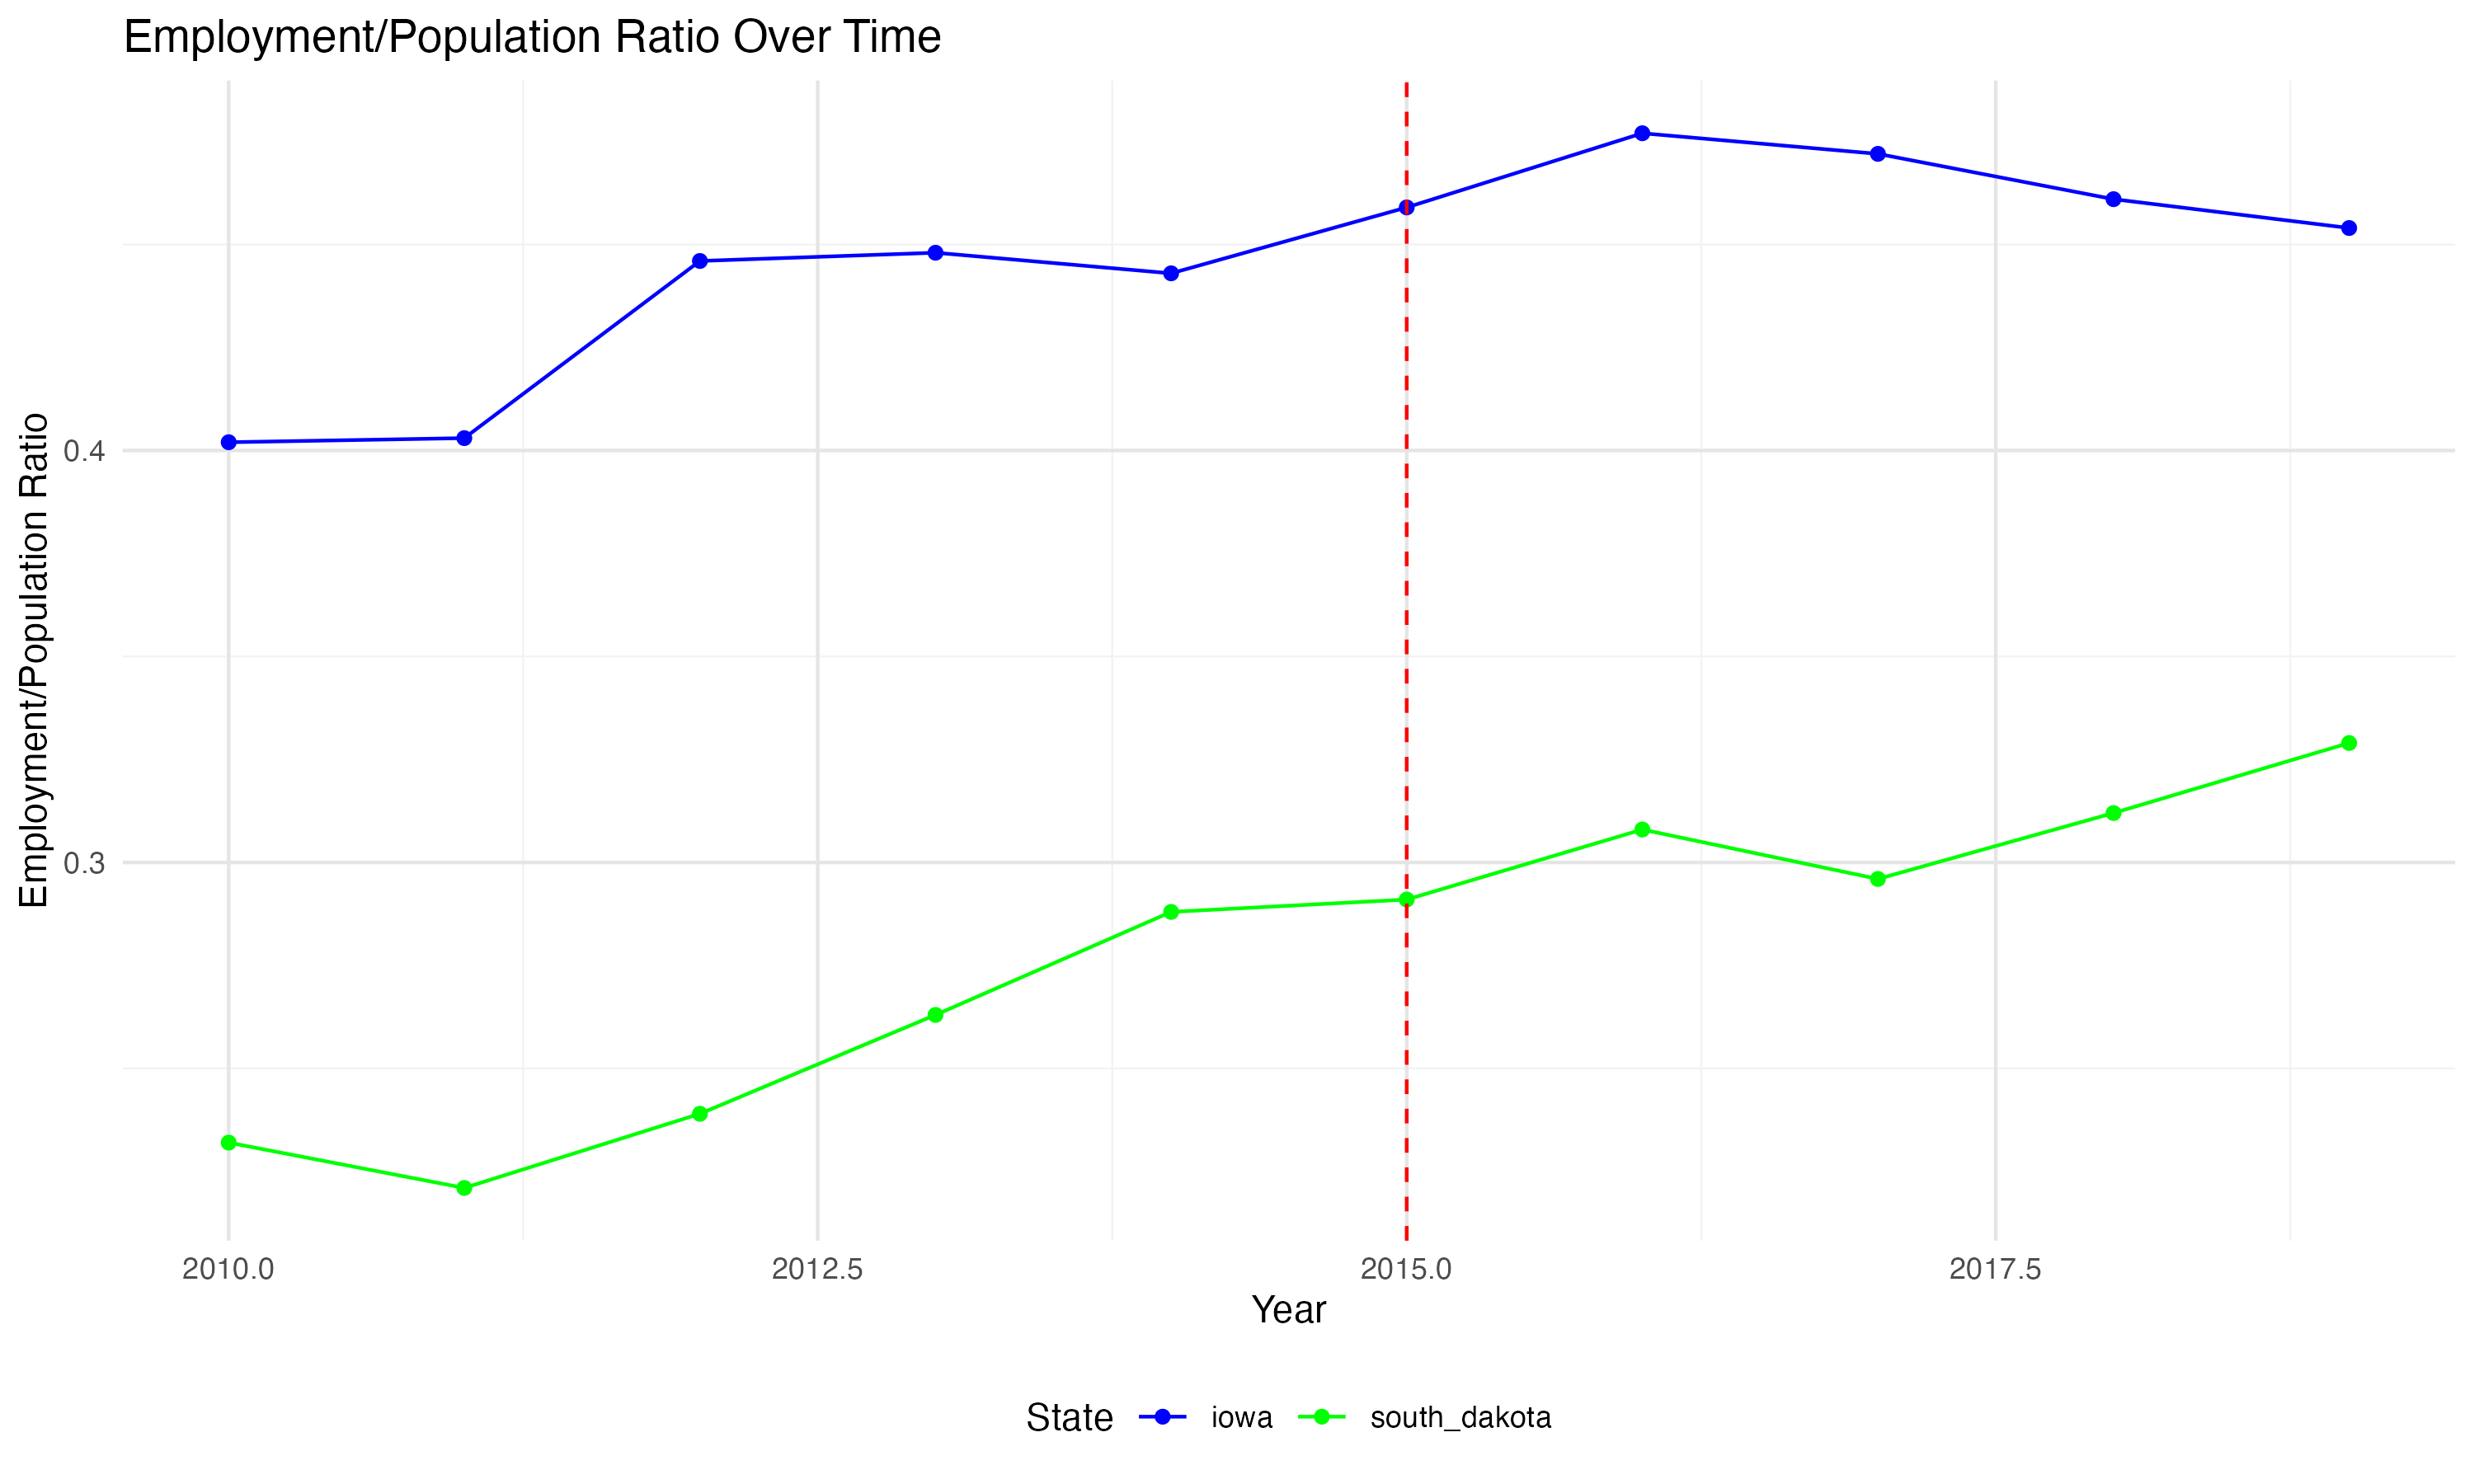 Employment/Population Ratio Over Time
Employment/Population Ratio
0.4
0.3
2010.0 2012.5 2015.0 2017.5
Year
State iowa south_dakota